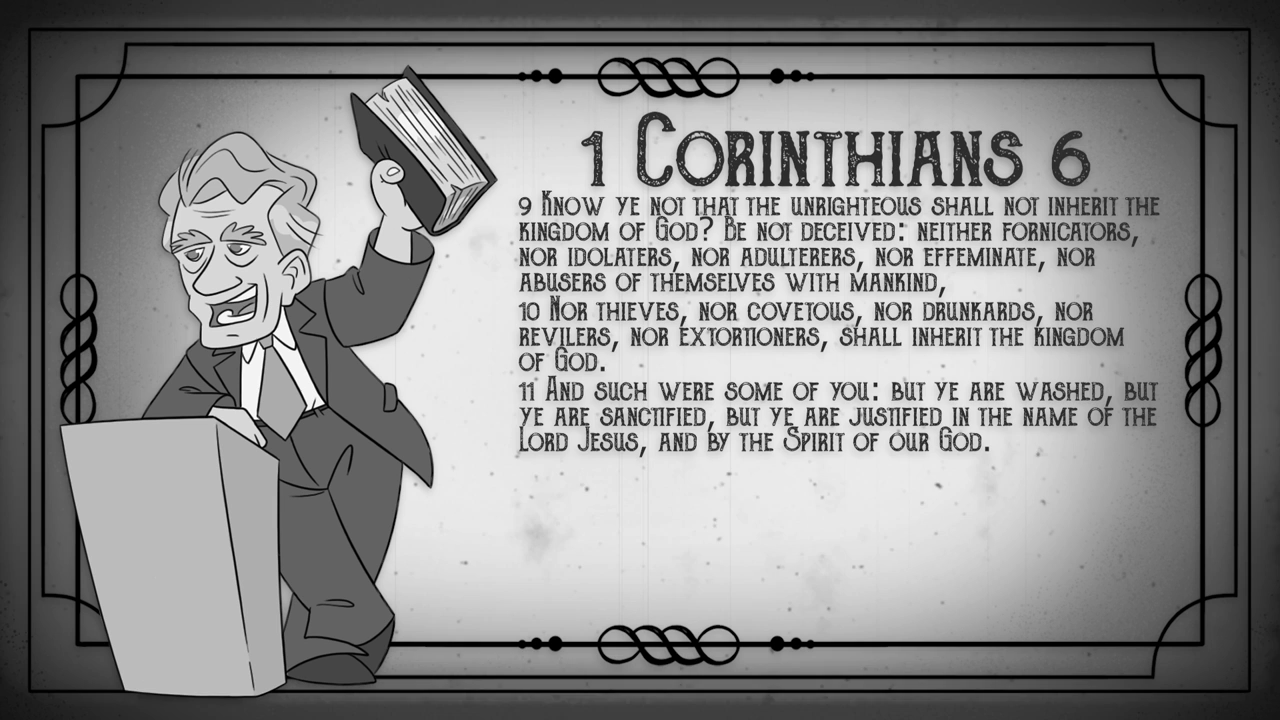 1 Corinthians 6
9 Know ye not that the unrighteous shall not inherit the
kingdom of God? Be not deceived: neither fornicators,
nor idolaters, nor adulterers, nor effeminate, nor
abusers of themselves with mankind,
10 Nor thieves, nor covetous, nor drunkards, nor
revilers, nor extortioners, shall inherit the kingdom
of God.
11 And such were some of you: but ye are washed, but
ye are sanctified, but ye are justified in the name of the
Lord Jesus, and by the Spirit of our God.